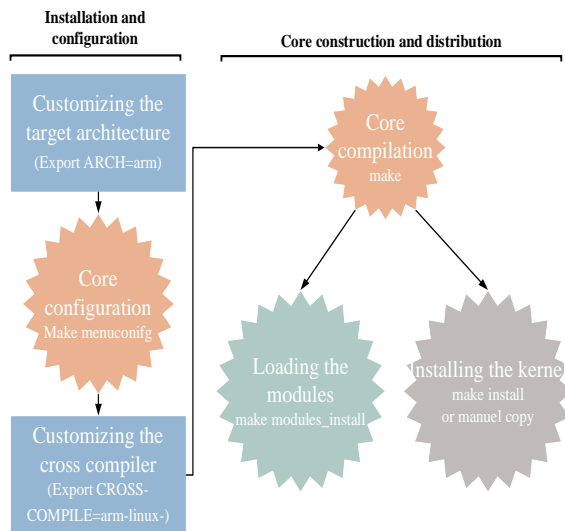 Installation and
configuration
Customizing the
target architecture
(Export ARCH=arm)
Core
configuration
Make menuconifg
Customizing the
cross compiler
(Export CROSS-
COMPILE=arm-linux-)
Core construction and distribution
Core
compilation
make
Loading the
modules
make modules_install
Installing the kerne
make install
or manuel copy